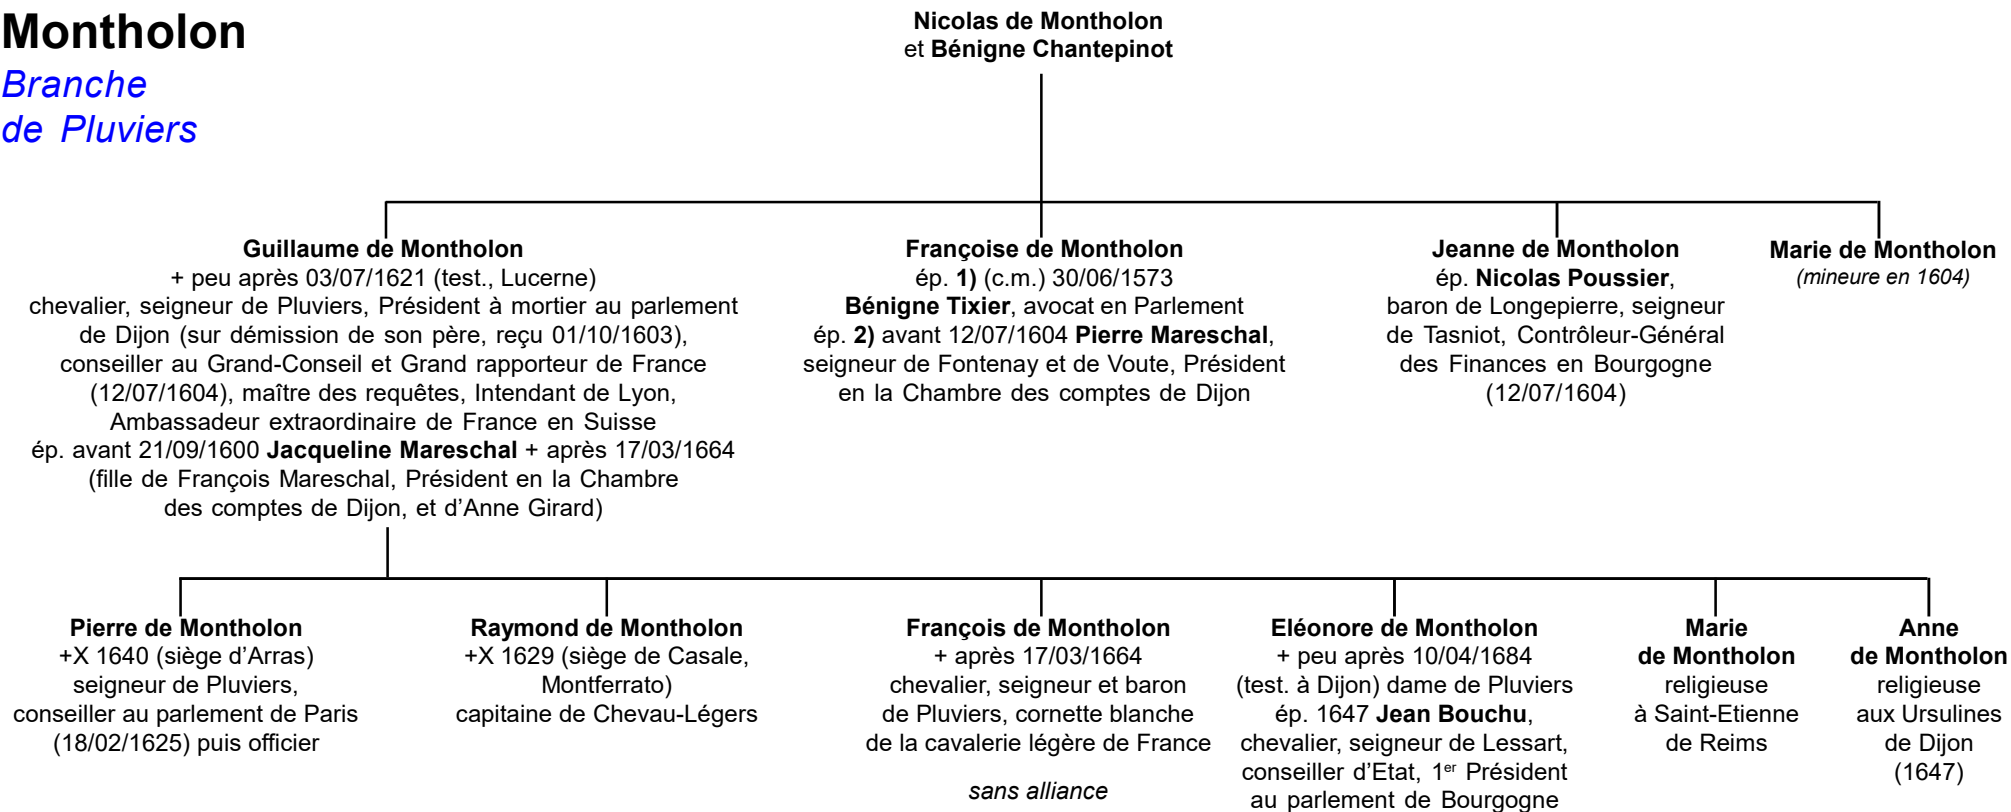 Montholon
Branche
de Pluviers
Nicolas de Montholon
et Bénigne Chantepinot
Guillaume de Montholon
+ peu après 03/07/1621 (test., Lucerne)
chevalier, seigneur de Pluviers, Président à mortier au parlement
de Dijon (sur démission de son père, reçu 01/10/1603),
conseiller au Grand-Conseil et Grand rapporteur de France
(12/07/1604), maître des requêtes, Intendant de Lyon,
Ambassadeur extraordinaire de France en Suisse
ép. avant 21/09/1600 Jacqueline Mareschal + après 17/03/1664
(fille de François Mareschal, Président en la Chambre
des comptes de Dijon, et d’Anne Girard)
Françoise de Montholon
ép. 1) (c.m.) 30/06/1573
Bénigne Tixier, avocat en Parlement
ép. 2) avant 12/07/1604 Pierre Mareschal,
seigneur de Fontenay et de Voute, Président
en la Chambre des comptes de Dijon
Jeanne de Montholon
ép. Nicolas Poussier,
baron de Longepierre, seigneur
de Tasniot, Contrôleur-Général
des Finances en Bourgogne
(12/07/1604)
Marie de Montholon
(mineure en 1604)
Pierre de Montholon
+X 1640 (siège d’Arras)
seigneur de Pluviers,
conseiller au parlement de Paris
(18/02/1625) puis officier
Raymond de Montholon
+X 1629 (siège de Casale,
Montferrato)
capitaine de Chevau-Légers
François de Montholon
+ après 17/03/1664
chevalier, seigneur et baron
de Pluviers, cornette blanche
de la cavalerie légère de France
sans alliance
Eléonore de Montholon
+ peu après 10/04/1684
(test. à Dijon) dame de Pluviers
ép. 1647 Jean Bouchu,
chevalier, seigneur de Lessart,
conseiller d’Etat, 1er Président
au parlement de Bourgogne
Marie
de Montholon
religieuse
à Saint-Etienne
de Reims
Anne
de Montholon
religieuse
aux Ursulines
de Dijon
(1647)